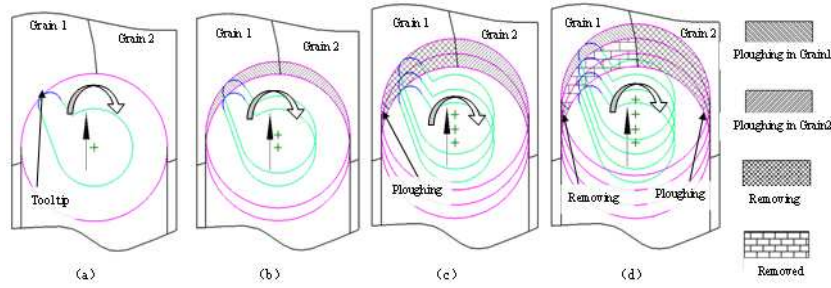 Grain 1
Grain 2
Tooltip
(a)
Grain 1
Grain 2
(b)
Grain 1
Grain 2
Ploughing
(c)
Grain 1
Grain 2
Removing
Ploughing
(d)
Ploughing in Grain1
Ploughing in Grain2
Removing
Removed